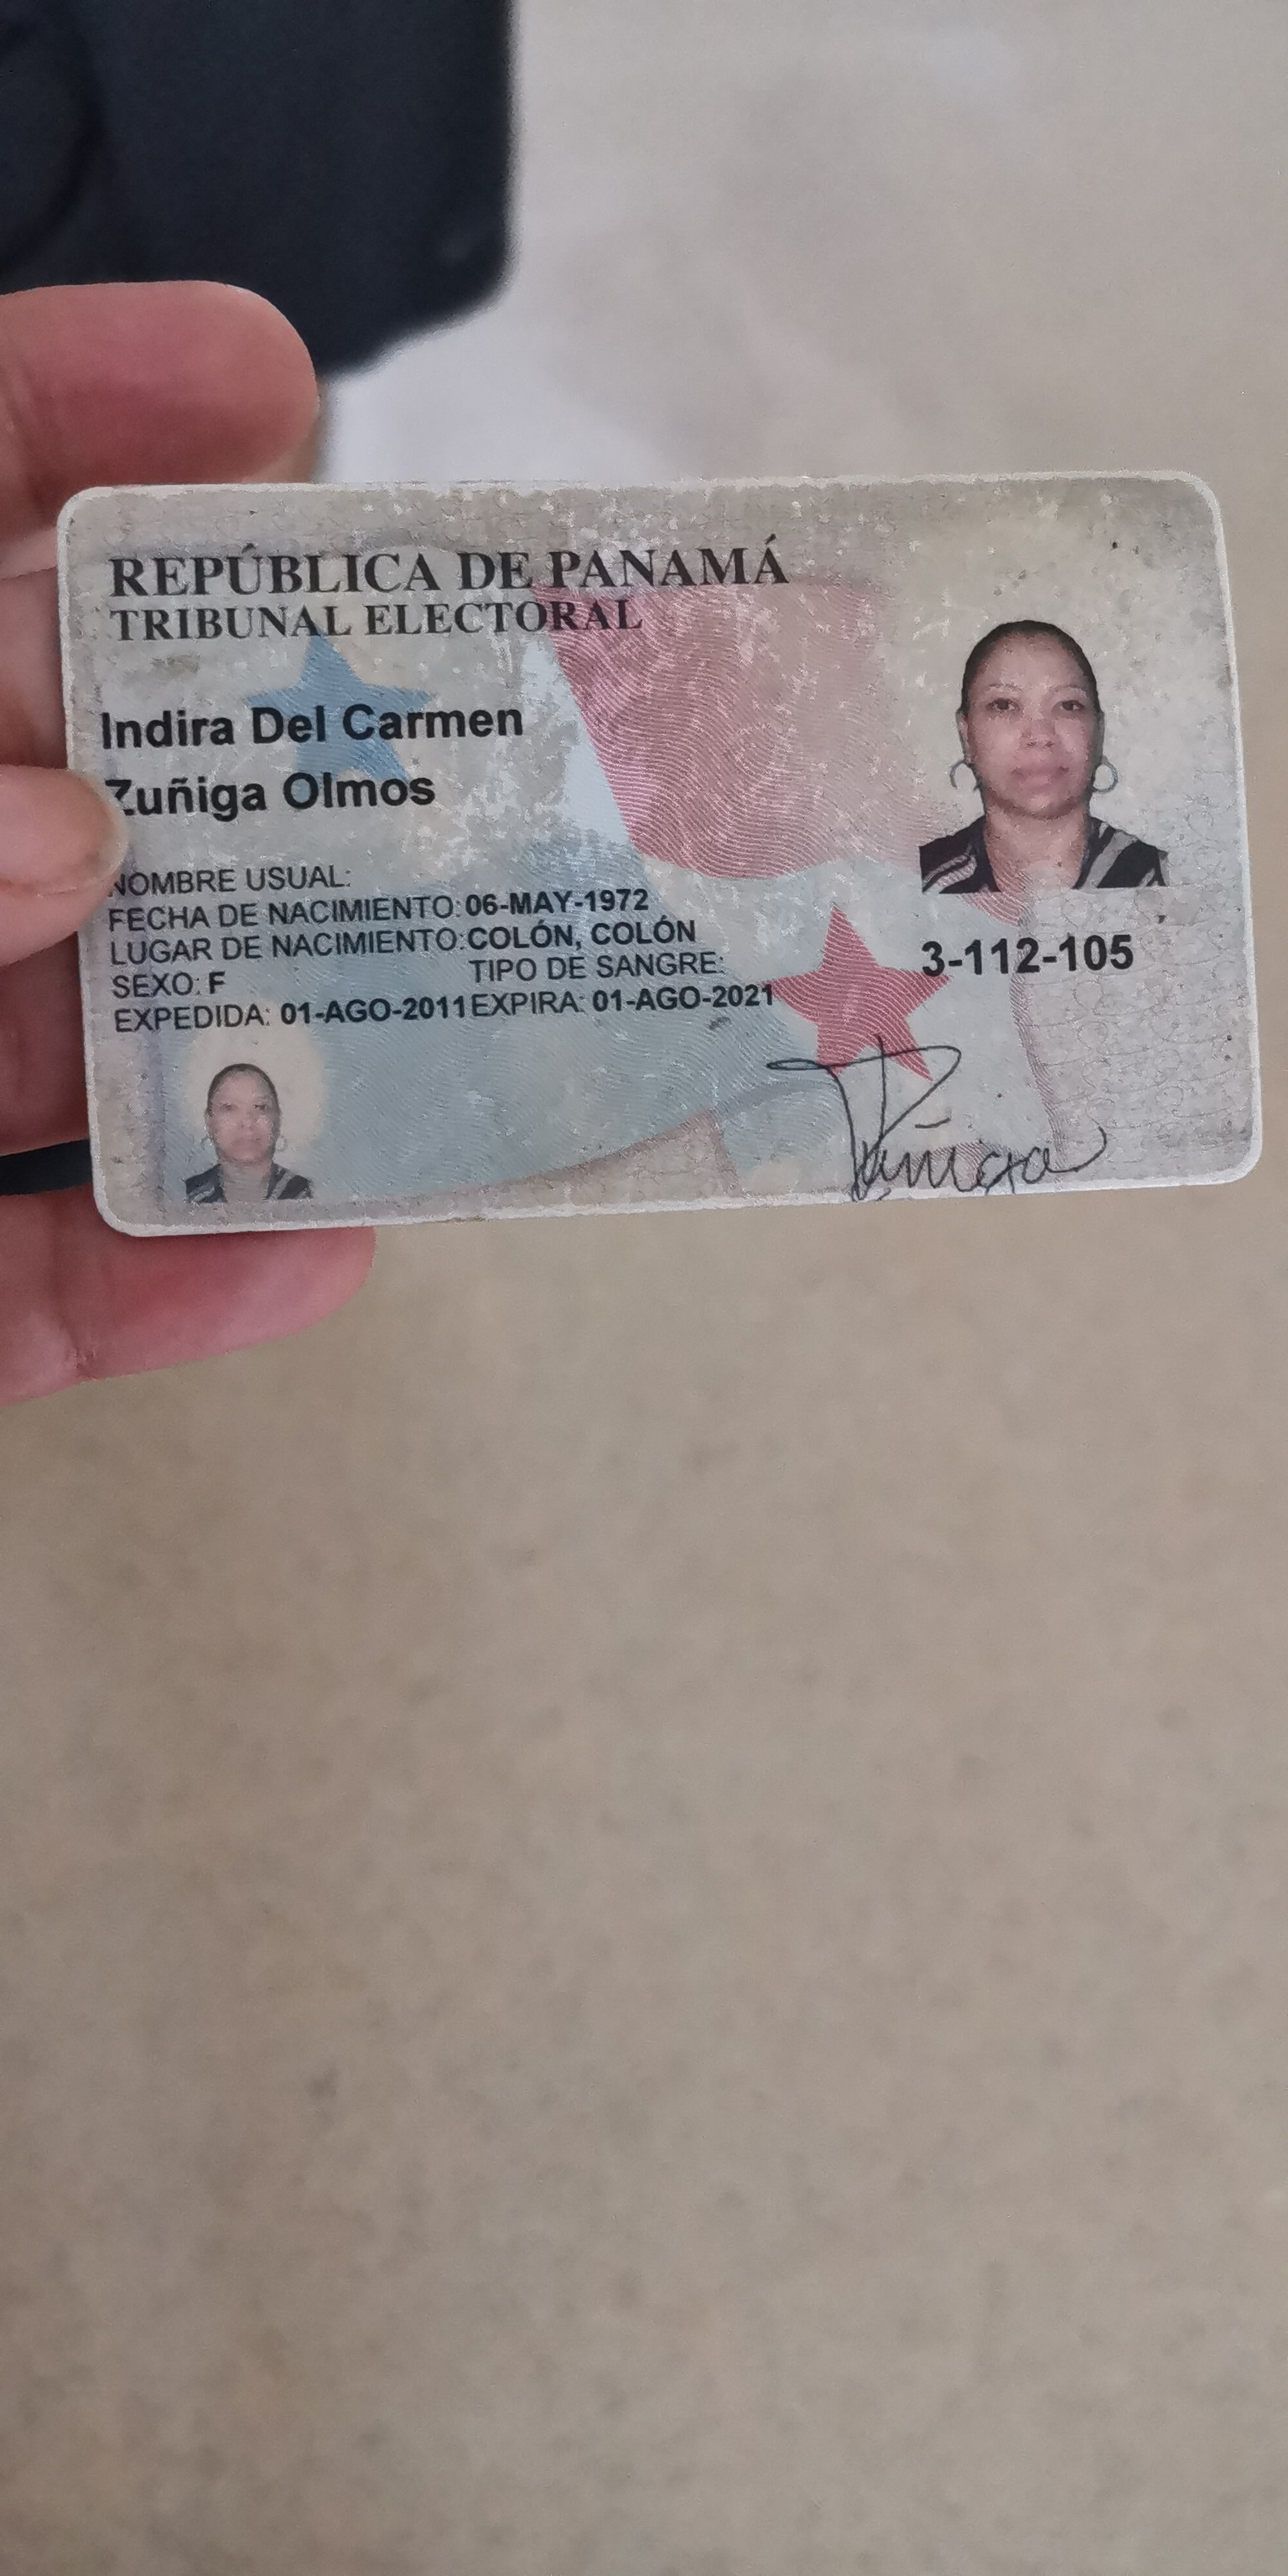 REPÚBLICA DE PANAMÁ
TRIBUNAL ELECTORAL
Indira Del Carmen
Zuñiga Olmos
NOMBRE USUAL:
FECHA DE NACIMIENTO: 06-MAY-1972
LUGAR DE NACIMIENTO: COLÓN, COLÓN
SEXO: F TIPO DE SANGRE:
EXPEDIDA: 01-AGO-2011 EXPIRA: 01-AGO-2021
3-112-105